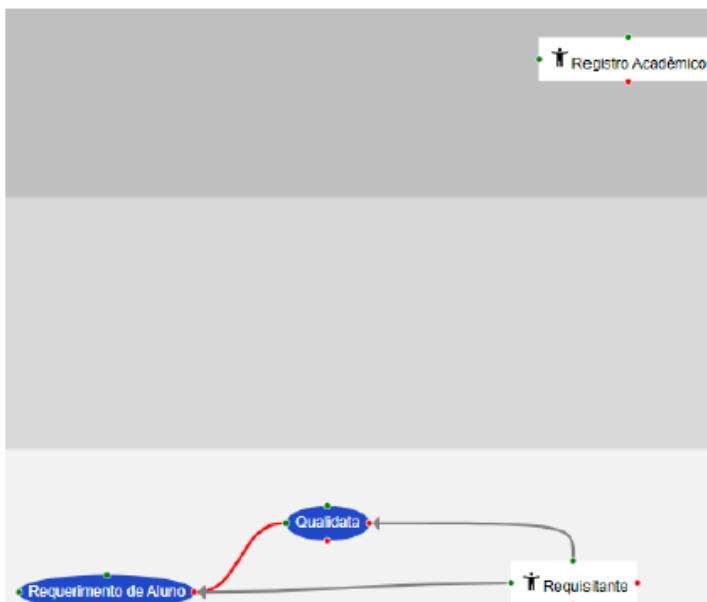 Registro Acadêmico
Qualidata
Requerimento de Aluno
Requisitante